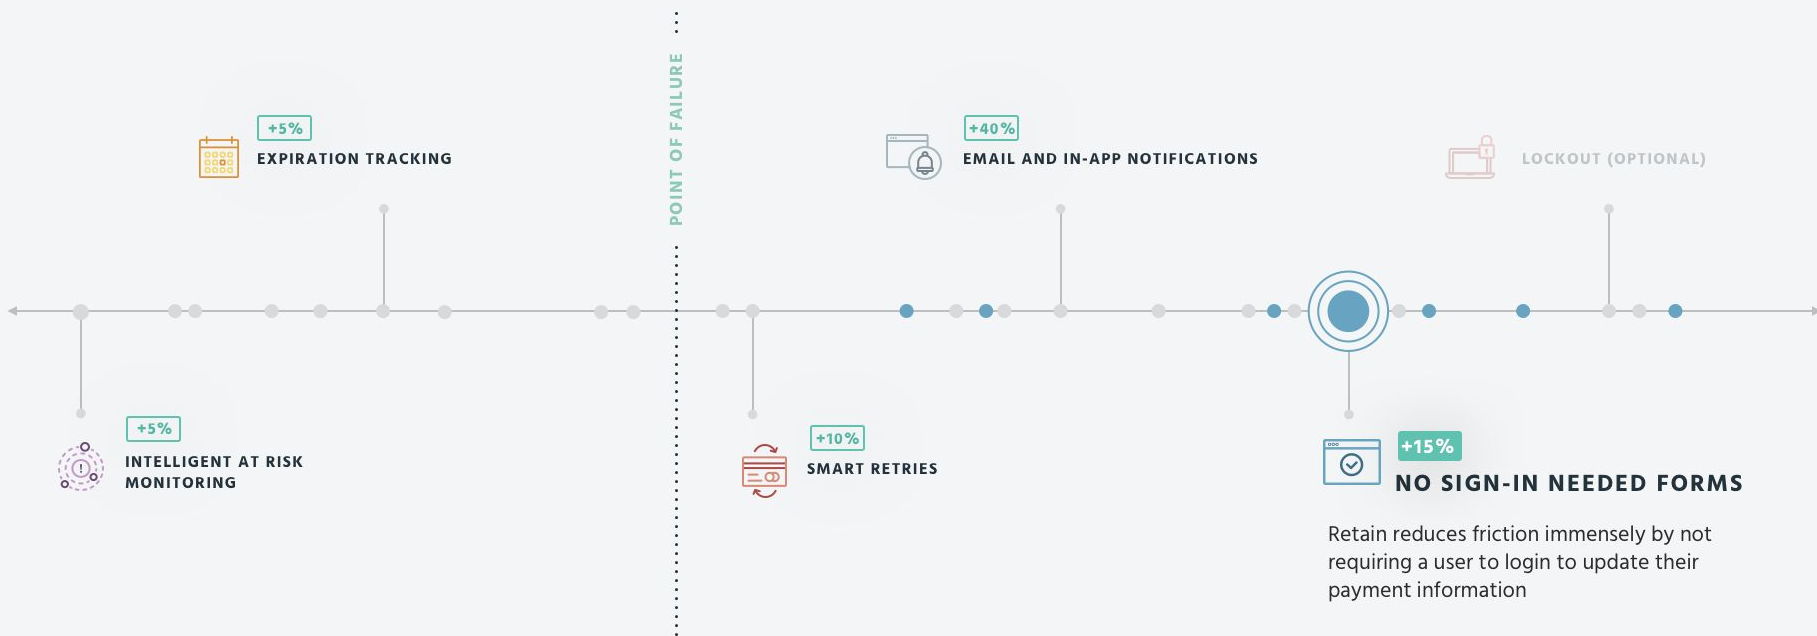 POINT OF FAILURE
+5%
EXPIRATION TRACKING
+40%
EMAIL AND IN-APP NOTIFICATIONS
LOCKOUT (OPTIONAL)
+5%
INTELLIGENT AT RISK
MONITORING
+10%
SMART RETRIES
+15%
NO SIGN-IN NEEDED FORMS
Retain reduces friction immensely by not
requiring a user to login to update their
payment information